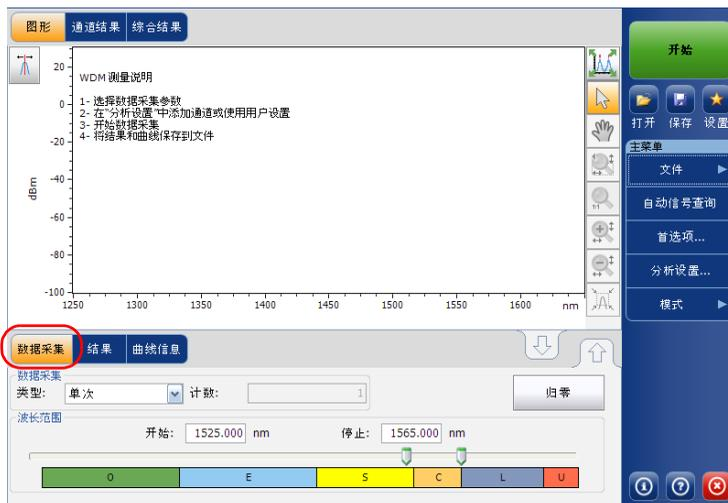 图形 通道结果 综合结果
开始
WDM 测量说明
1- 选择数据采集参数
2- 在"分析设置"中添加通道或使用用户设置
3- 开始数据采集
4- 将结果和曲线保存到文件
20
0
-20
-40
-60
-80
-100
dBm
1250 1300 1350 1400 1450 1500 1550 1600 nm
1:1
打开 保存 设置
主菜单
文件
自动信号查询
首选项...
分析设置...
模式
数据采集 结果 曲线信息
数据采集
类型: 单次 计数: 1
归零
波长范围
开始: 1525.000 nm 停止: 1565.000 nm
O E S C L U